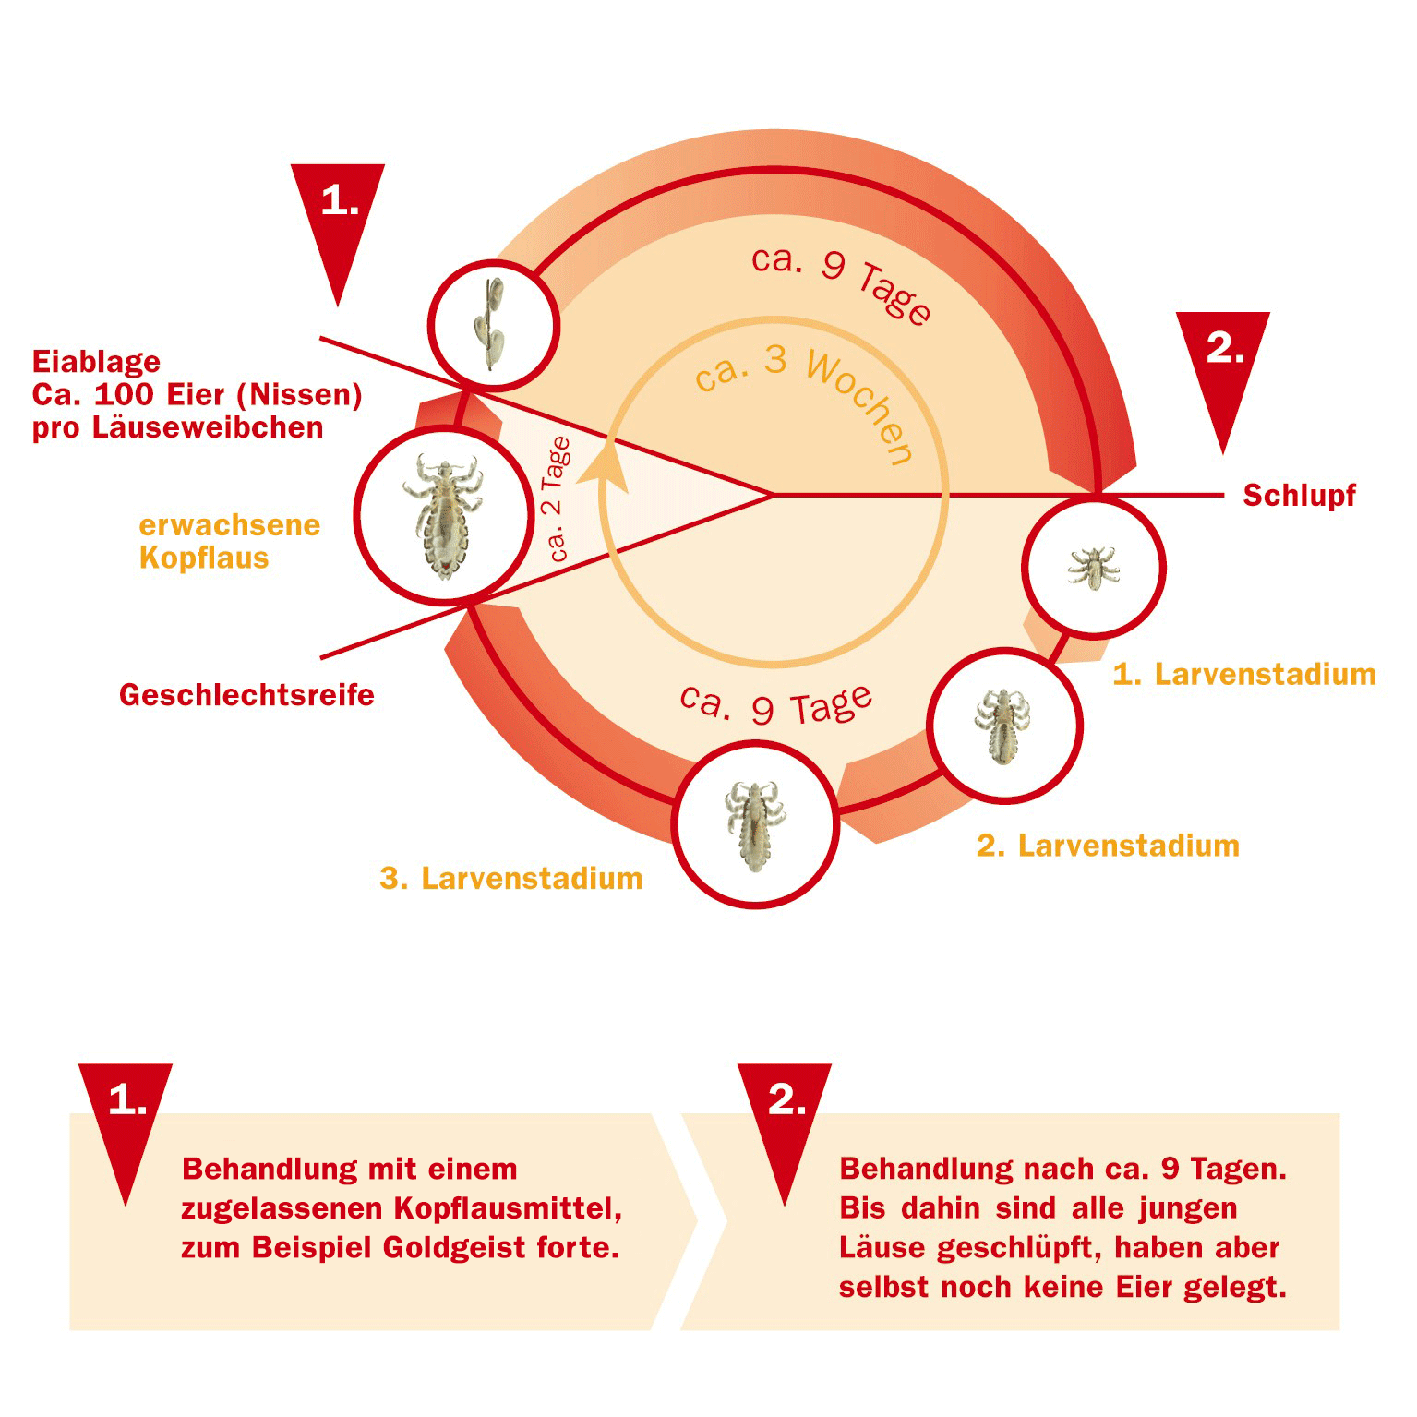 1.
ca. 9 Tage
2.
ca. 3 Wochen
Eiablage
Ca. 100 Eier (Nissen)
pro Läuseweibchen
ca. 2 Tage
Schlupf
erwachsene
Kopflaus
1. Larvenstadium
Geschlechtsreife
ca. 9 Tage
2. Larvenstadium
3. Larvenstadium
1.
Behandlung mit einem
zugelassenen Kopflausmittel,
zum Beispiel Goldgeist forte.
2.
Behandlung nach ca. 9 Tagen.
Bis dahin sind alle jungen
Läuse geschlüpft, haben aber
selbst noch keine Eier gelegt.